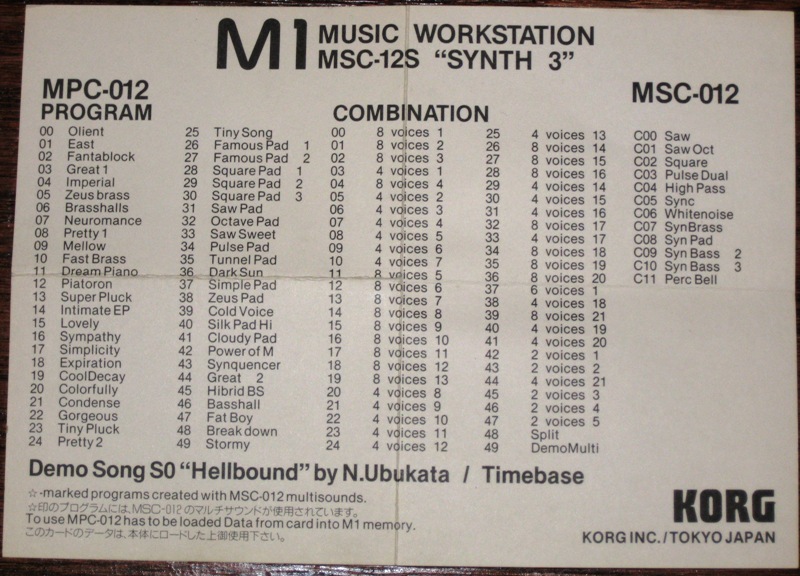 M1 MUSIC WORKSTATION
MSC-12S “SYNTH 3”
MPC-012
PROGRAM
00 Olient
01 East
02 Fantablock
03 Great 1
04 Imperial
05 Zeus brass
06 Brasshalls
07 Neuromance
08 Pretty 1
09 Mellow
10 Fast Brass
11 Dream Piano
12 Piatoron
13 Super Pluck
14 Intimate EP
15 Lovely
16 Sympathy
17 Simplicity
18 Expiration
19 CoolDecay
20 Colorfully
21 Condense
22 Gorgeous
23 Tiny Pluck
24 Pretty 2
25 Tiny Song
26 Famous Pad 1
27 Famous Pad 2
28 Square Pad 1
29 Square Pad 2
30 Square Pad 3
31 Saw Pad
32 Octave Pad
33 Saw Sweet
34 Pulse Pad
35 Tunnel Pad
36 Dark Sun
37 Simple Pad
38 Zeus Pad
39 Cold Voice
40 Silk Pad Hi
41 Cloudy Pad
42 Power of M
43 Synquencer
44 Great 2
45 Hibrid BS
46 Basshall
47 Fat Boy
48 Break down
49 Stormy
COMBINATION
00 8 voices 1
01 8 voices 2
02 8 voices 3
03 4 voices 1
04 8 voices 4
05 4 voices 2
06 4 voices 3
07 4 voices 4
08 4 voices 5
09 4 voices 6
10 4 voices 7
11 8 voices 5
12 8 voices 6
13 8 voices 7
14 8 voices 8
15 8 voices 9
16 8 voices 10
17 8 voices 11
18 8 voices 12
19 8 voices 13
20 4 voices 8
21 4 voices 9
22 4 voices 10
23 4 voices 11
24 4 voices 12
25 4 voices 13
26 8 voices 14
27 8 voices 15
28 8 voices 16
29 4 voices 14
30 4 voices 15
31 4 voices 16
32 8 voices 17
33 4 voices 17
34 8 voices 18
35 8 voices 19
36 8 voices 20
37 6 voices 1
38 4 voices 18
39 8 voices 21
40 4 voices 19
41 4 voices 20
42 2 voices 1
43 2 voices 2
44 4 voices 21
45 2 voices 3
46 2 voices 4
47 2 voices 5
48 Split
49 DemoMulti
MSC-012
C00 Saw
C01 Saw Oct
C02 Square
C03 Pulse Dual
C04 High Pass
C05 Sync
C06 Whitenoise
C07 SynBrass
C08 Syn Pad
C09 Syn Bass 2
C10 Syn Bass 3
C11 Perc Bell
Demo Song S0 “Hellbound” by N.Ubukata / Timebase
☆-marked programs created with MSC-012 multisounds.
☆印のプログラムには、MSC-012のマルチサウンドが使用されています。
To use MPC-012 has to be loaded Data from card into M1 memory.
このカードのデータは、本体にロードした上御使用下さい。
KORG
KORG INC./TOKYO JAPAN